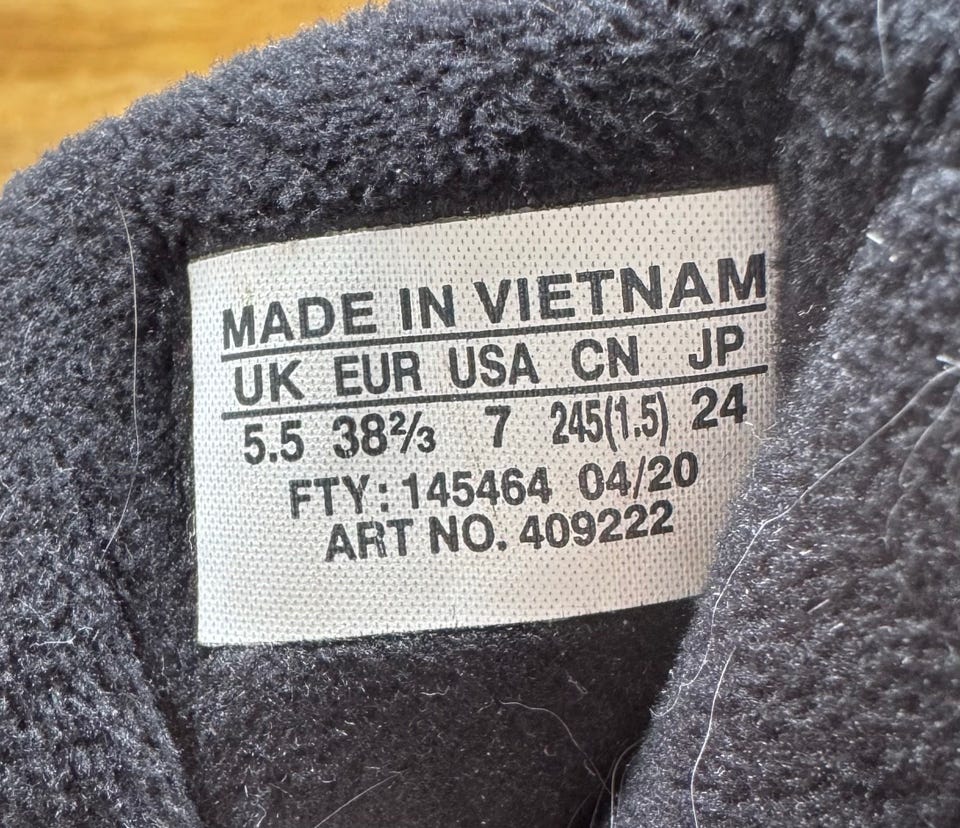 MADE IN VIETNAM
UK EUR USA CN JP
5.5 38⅔ 7 245(1.5) 24
FTY: 145464 04/20
ART NO. 409222